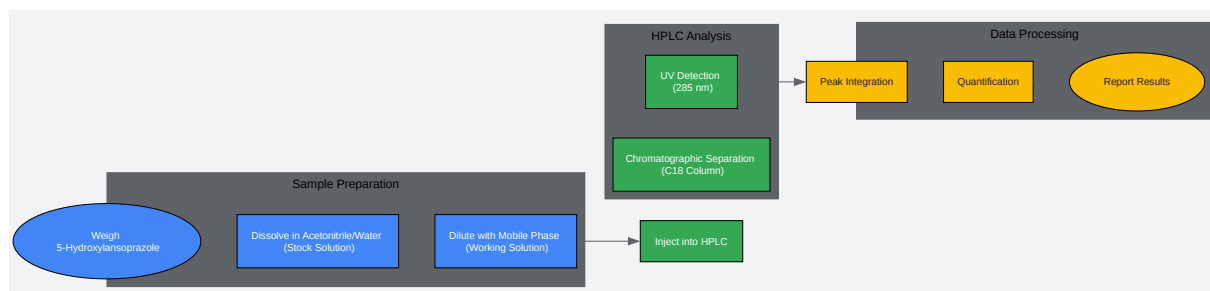 Sample Preparation
Weigh
5-Hydroxylansoprazole
Dissolve in Acetonitrile/Water
(Stock Solution)
Dilute with Mobile Phase
(Working Solution)
Inject into HPLC
HPLC Analysis
UV Detection
(285 nm)
Chromatographic Separation
(C18 Column)
Data Processing
Peak Integration
Quantification
Report Results